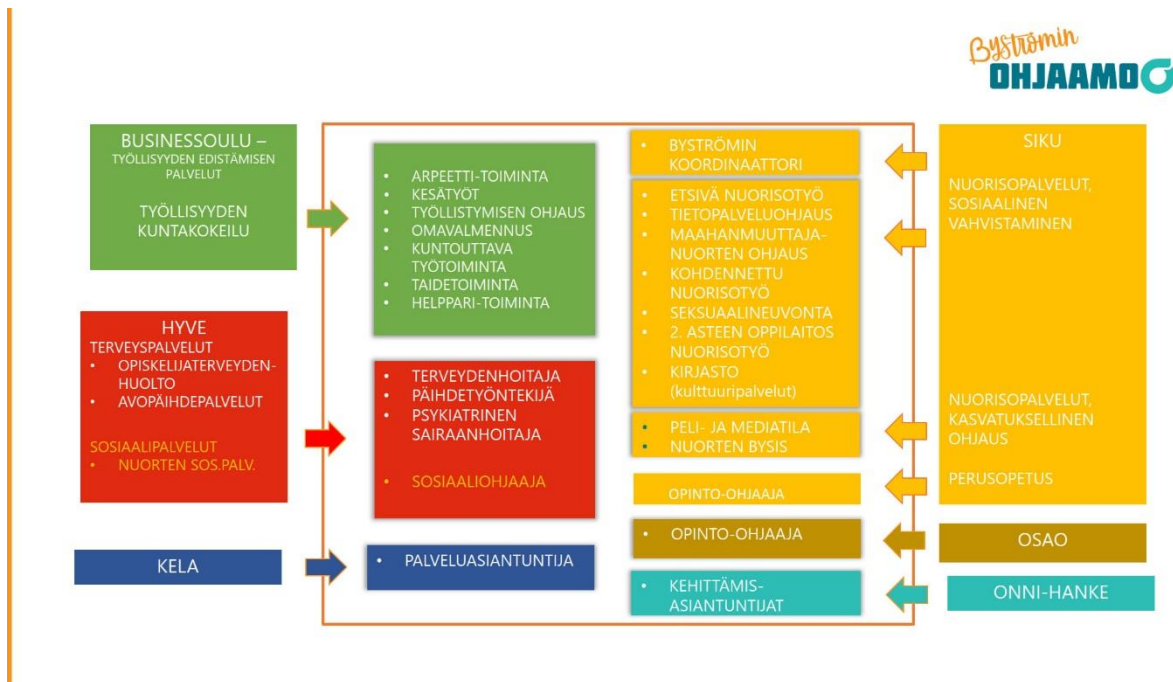 Byströmin
OHJAAMO
BUSINESSOULU –
TYÖLLISYYDEN EDISTÄMISEN
PALVELUT
TYÖLLISYYDEN
KUNTAKOKEILU
HYVE
TERVEYSPALVELUT
• OPISKELIJATERVEYDEN-
HUOLTO
• AVOPÄIHDEPALVELUT
SOSIAALIPALVELUT
• NUORTEN SOS.PALV.
KELA
• ARPEETTI-TOIMINTA
• KESÄTYÖT
• TYÖLLISTYMISEN OHJAUS
• OMAVALMENNUS
• KUNTOUTTAVA
TYÖTOIMINTA
• TAIDETOIMINTA
• HELPPARI-TOIMINTA
• TERVEYDENHOITAJA
• PÄIHDETYÖNTEKIJÄ
• PSYKIATRINEN
SAIRAANHOITAJA
• SOSIAALIOHJAAJA
• PALVELUASIANTUNTIJA
• BYSTRÖMIN
KOORDINAATTORI
• ETSIVÄ NUORISOTYÖ
• TIETOPALVELUOHJAUS
• MAAHANMUUTTAJA-
NUORTEN OHJAUS
• KOHDENNETTU
NUORISOTYÖ
• SEKSUAALINEUVONTA
• 2. ASTEEN OPPILAITOS
NUORISOTYÖ
• KIRJASTO
(kulttuuripalvelut)
• PELI- JA MEDIATILA
• NUORTEN BYSIS
OPINTO-OHJAAJA
• OPINTO-OHJAAJA
• KEHITTÄMIS-
ASIANTUNTIJAT
SIKU
NUORISOPALVELUT,
SOSIAALINEN
VAHVISTAMINEN
NUORISOPALVELUT,
KASVATUKSELLINEN
OHJAUS
PERUSOPETUS
OSAO
ONNI-HANKE